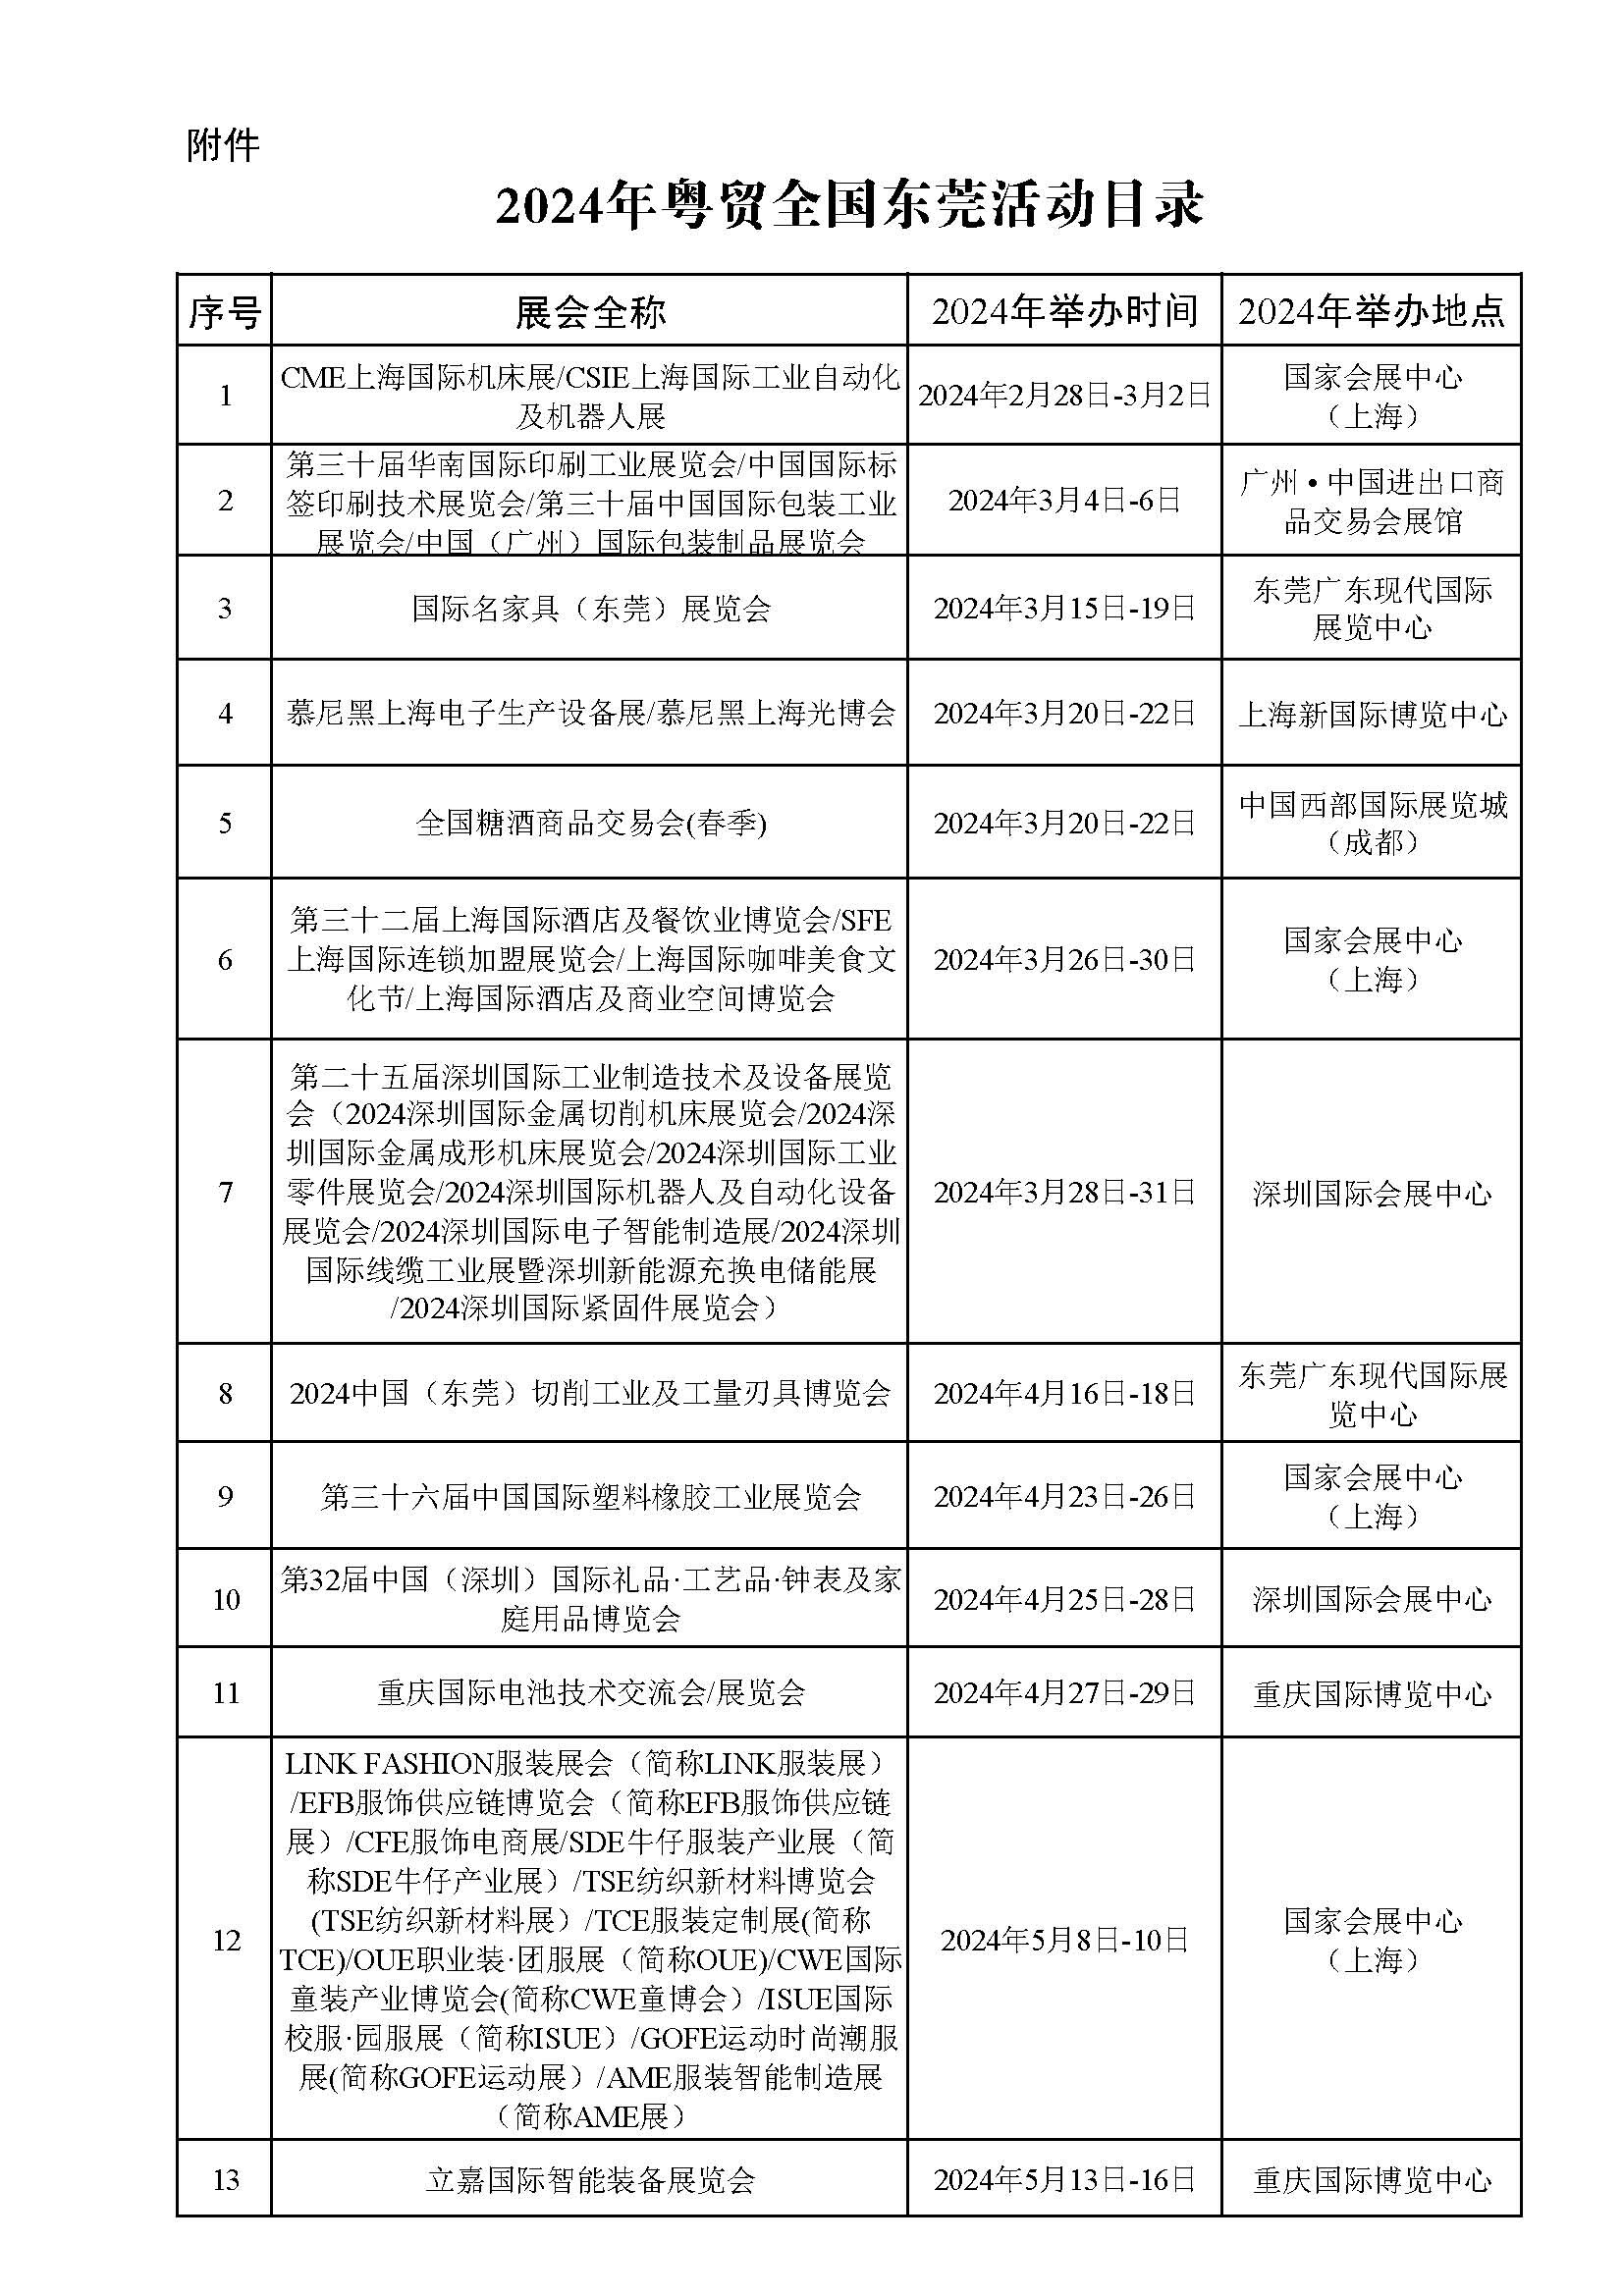 附件
2024年粤贸全国东莞活动目录
序号 展会全称 2024年举办时间 2024年举办地点
1 CME上海国际机床展/CSIE上海国际工业自动化
及机器人展 2024年2月28日-3月2日 国家会展中心
（上海）
2 第三十届华南国际印刷工业展览会/中国国际标
签印刷技术展览会/第三十届中国国际包装工业
展览会/中国（广州）国际包装制品展览会 2024年3月4日-6日 广州•中国进出口商
品交易会展馆
3 国际名家具（东莞）展览会 2024年3月15日-19日 东莞广东现代国际
展览中心
4 慕尼黑上海电子生产设备展/慕尼黑上海光博会 2024年3月20日-22日 上海新国际博览中心
5 全国糖酒商品交易会(春季) 2024年3月20日-22日 中国西部国际展览城
（成都）
6 第三十二届上海国际酒店及餐饮业博览会/SFE
上海国际连锁加盟展览会/上海国际咖啡美食文
化节/上海国际酒店及商业空间博览会 2024年3月26日-30日 国家会展中心
（上海）
7 第二十五届深圳国际工业制造技术及设备展览
会（2024深圳国际金属切削机床展览会/2024深
圳国际金属成形机床展览会/2024深圳国际工业
零件展览会/2024深圳国际机器人及自动化设备
展览会/2024深圳国际电子智能制造展/2024深圳
国际线缆工业展暨深圳新能源充换电储能展
/2024深圳国际紧固件展览会） 2024年3月28日-31日 深圳国际会展中心
8 2024中国（东莞）切削工业及工量刃具博览会 2024年4月16日-18日 东莞广东现代国际展
览中心
9 第三十六届中国国际塑料橡胶工业展览会 2024年4月23日-26日 国家会展中心
（上海）
10 第32届中国（深圳）国际礼品·工艺品·钟表及家
庭用品博览会 2024年4月25日-28日 深圳国际会展中心
11 重庆国际电池技术交流会/展览会 2024年4月27日-29日 重庆国际博览中心
12 LINK FASHION服装展会（简称LINK服装展）
/EFB服饰供应链博览会（简称EFB服饰供应链
展）/CFE服饰电商展/SDE牛仔服装产业展（简
称SDE牛仔产业展）/TSE纺织新材料博览会
(TSE纺织新材料展）/TCE服装定制展(简称
TCE)/OUE职业装·团服展（简称OUE)/CWE国际
童装产业博览会(简称CWE童博会）/ISUE国际
校服·园服展（简称ISUE）/GOFE运动时尚潮服
展(简称GOFE运动展）/AME服装智能制造展
（简称AME展） 2024年5月8日-10日 国家会展中心
（上海）
13 立嘉国际智能装备展览会 2024年5月13日-16日 重庆国际博览中心